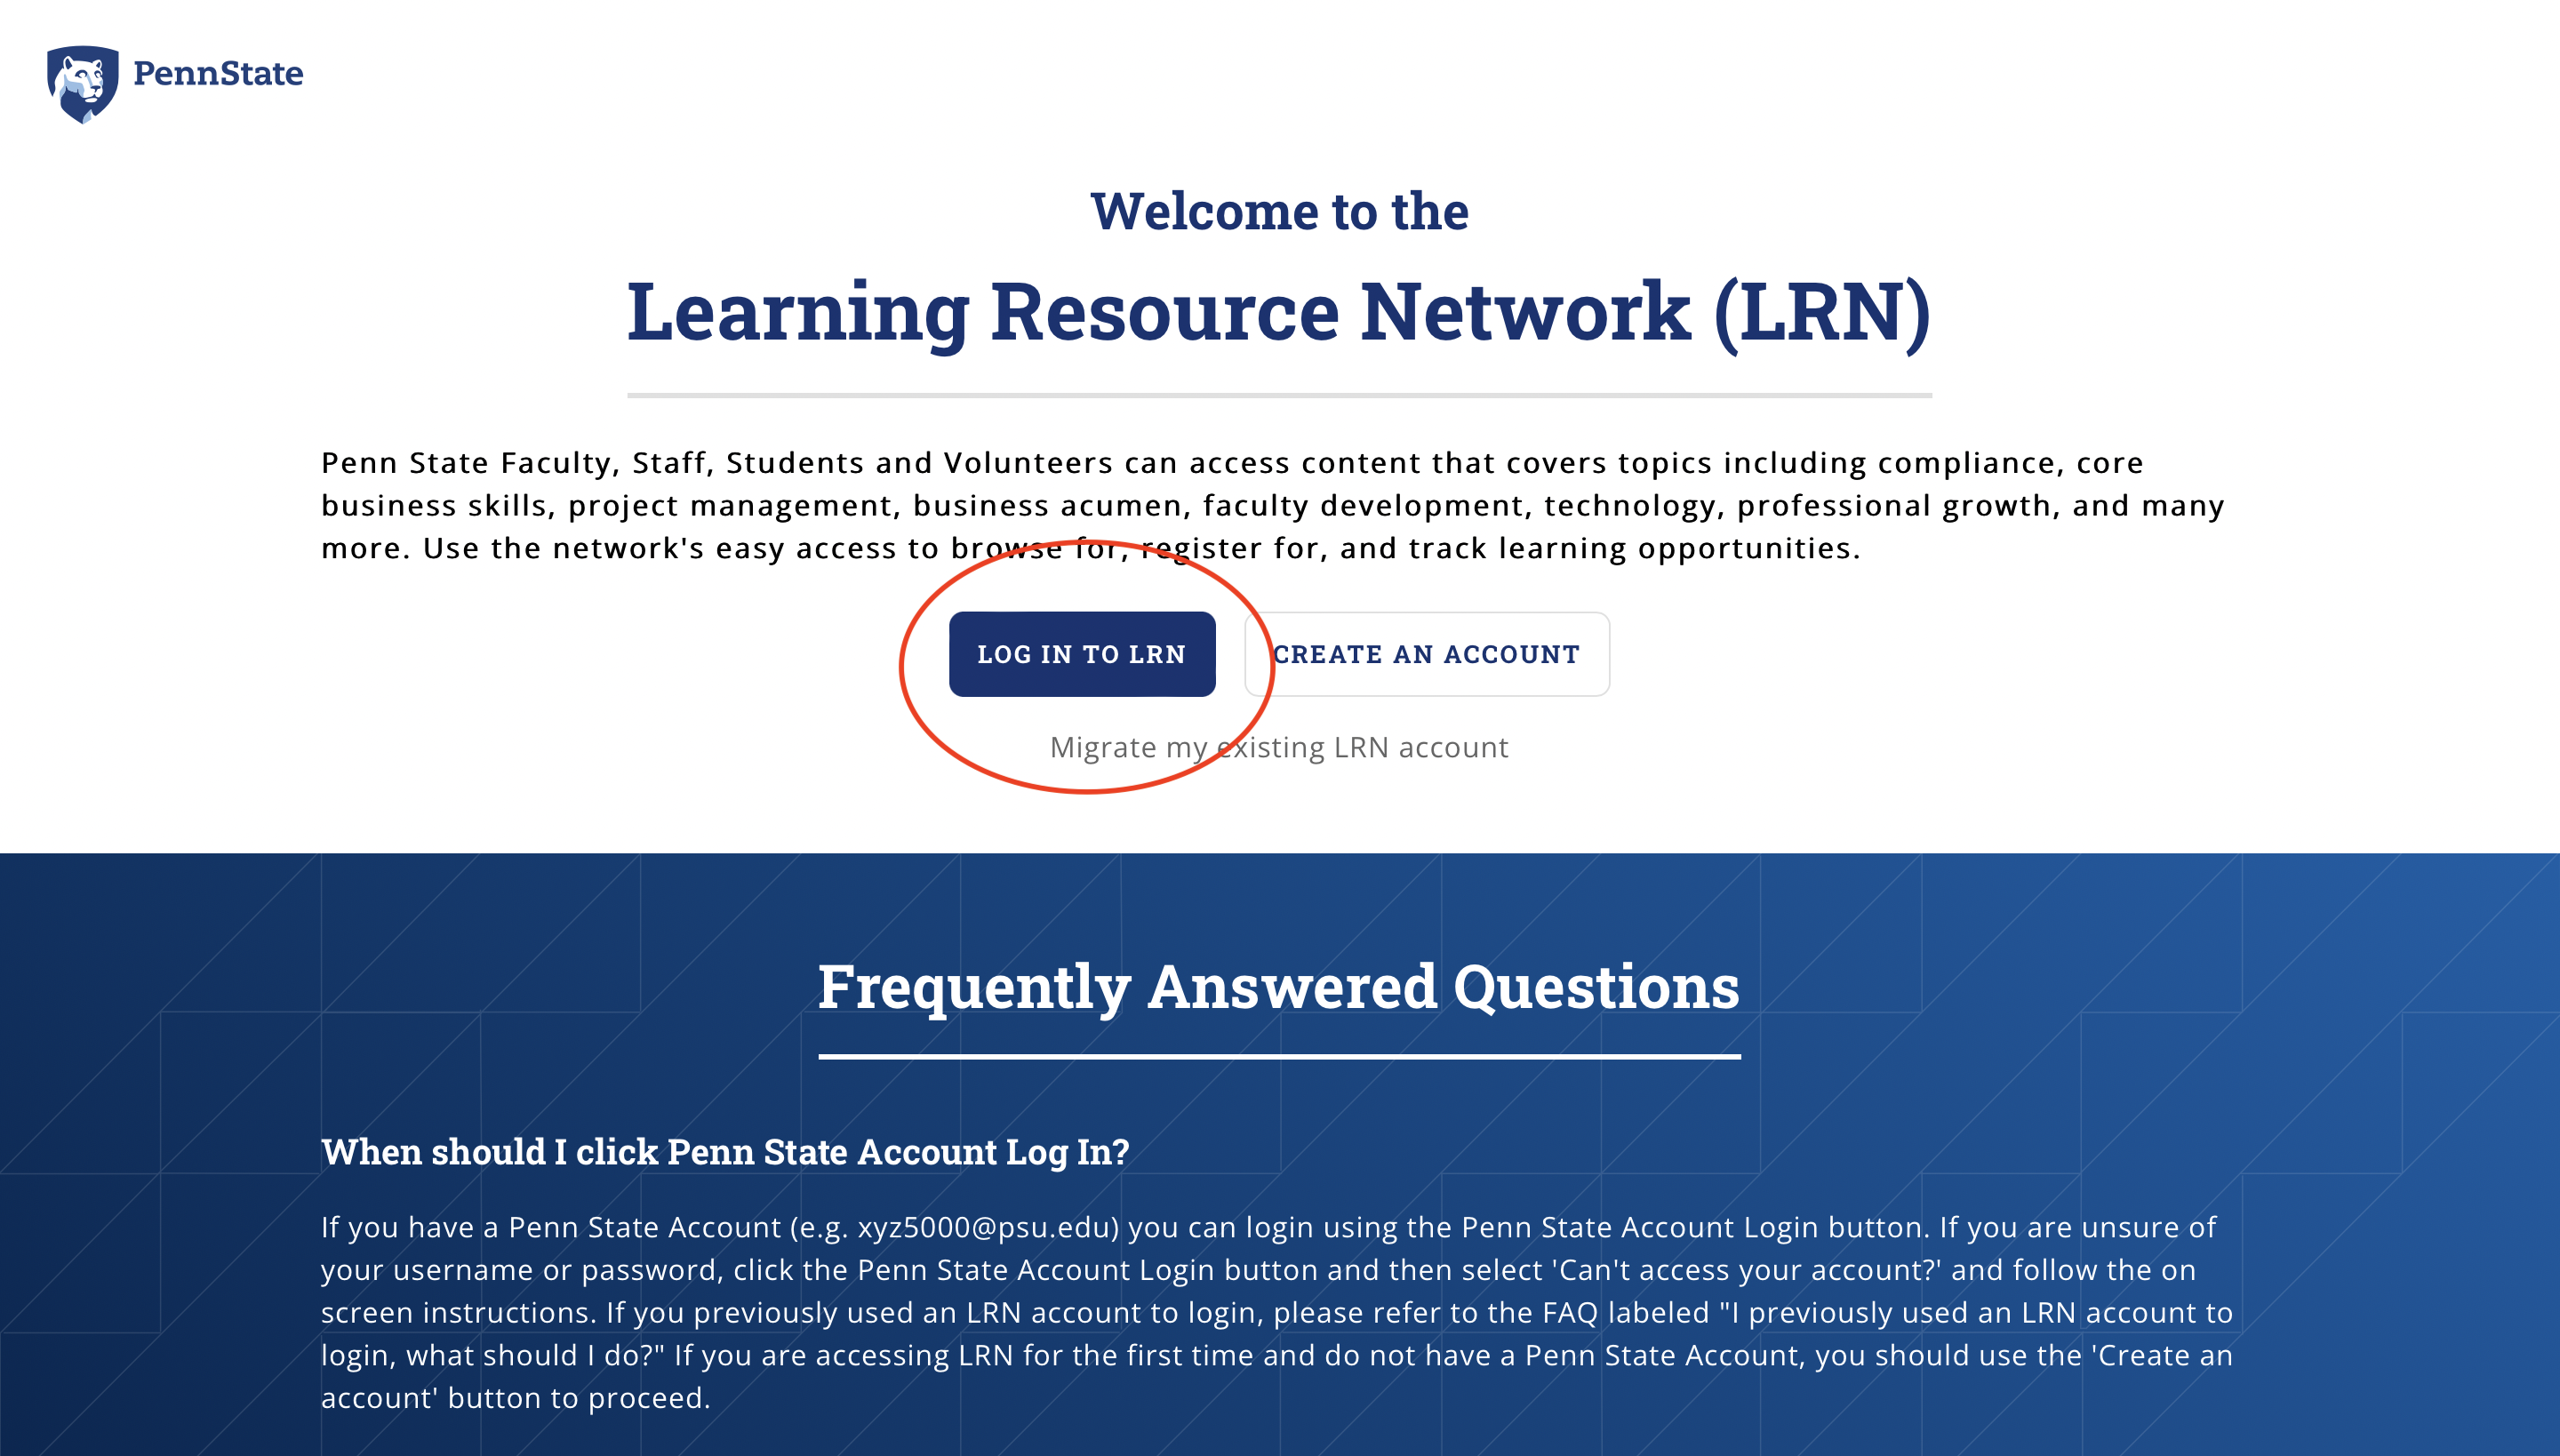 PennState
Welcome to the
Learning Resource Network (LRN)
Penn State Faculty, Staff, Students and Volunteers can access content that covers topics including compliance, core
business skills, project management, business acumen, faculty development, technology, professional growth, and many
more. Use the network's easy access to browse for, register for, and track learning opportunities.
LOG IN TO LRN
CREATE AN ACCOUNT
Migrate my existing LRN account
Frequently Answered Questions
When should I click Penn State Account Log In?
If you have a Penn State Account (e.g. xyz5000@psu.edu) you can login using the Penn State Account Login button. If you are unsure of
your username or password, click the Penn State Account Login button and then select 'Can't access your account?' and follow the on
screen instructions. If you previously used an LRN account to login, please refer to the FAQ labeled "I previously used an LRN account to
login, what should I do?" If you are accessing LRN for the first time and do not have a Penn State Account, you should use the 'Create an
account' button to proceed.